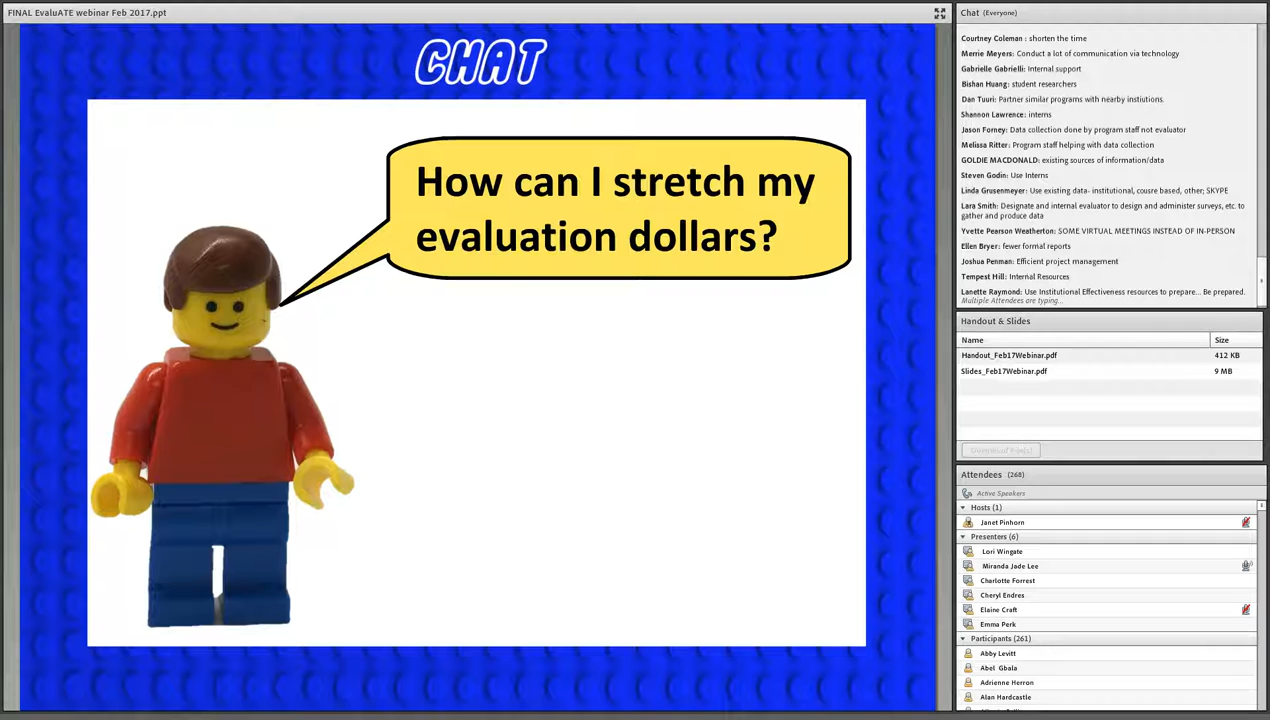 FINAL EvaluATE webinar Feb 2017.ppt
CHAT
How can I stretch my
evaluation dollars?
Chat (Everyone)
Courtney Coleman : shorten the time
Merrie Meyers: Conduct a lot of communication via technology
Gabrielle Gabrielli: Internal support
Bishan Huang: student researchers
Dan Tuuri: Partner similar programs with nearby instiutions.
Shannon Lawrence: interns
Jason Forney: Data collection done by program staff not evaluator
Melissa Ritter: Program staff helping with data collection
GOLDIE MACDONALD: existing sources of information/data
Steven Godin: Use Interns
Linda Grusenmeyer: Use existing data- institutional, cousre based, other; SKYPE
Lara Smith: Designate and internal evaluator to design and administer surveys, etc. to
gather and produce data
Yvette Pearson Weatherton: SOME VIRTUAL MEETINGS INSTEAD OF IN-PERSON
Ellen Bryer: fewer formal reports
Joshua Penman: Efficient project management
Tempest Hill: Internal Resources
Lanette Raymond: Use Institutional Effectiveness resources to prepare... Be prepared.
Multiple Attendees are typing...
Handout & Slides
Name Size
Handout_Feb17Webinar.pdf 412 KB
Slides_Feb17Webinar.pdf 9 MB
Download File(s)
Attendees (268)
Active Speakers
Hosts (1)
Janet Pinhorn
Presenters (6)
Lori Wingate
Miranda Jade Lee
Charlotte Forrest
Cheryl Endres
Elaine Craft
Emma Perk
Participants (261)
Abby Levitt
Abel Gbala
Adrienne Herron
Alan Hardcastle